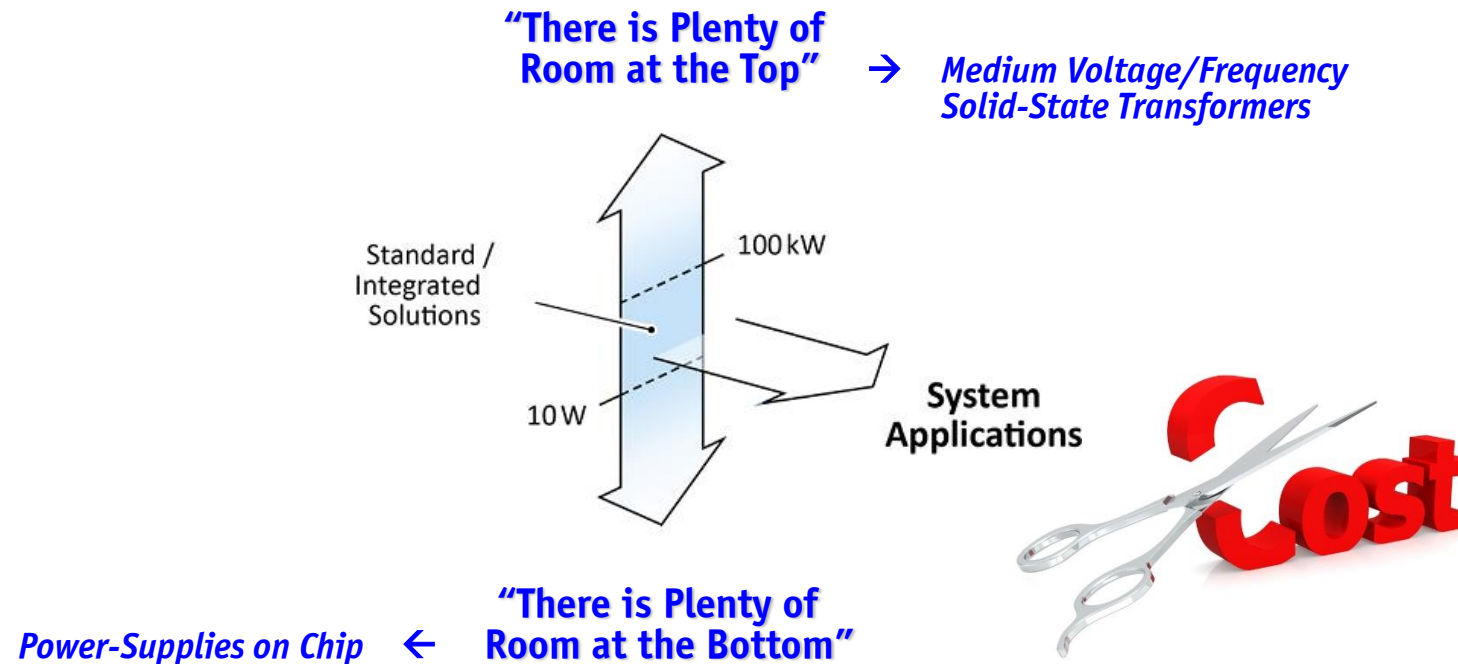 “There is Plenty of
Room at the Top”
→ Medium Voltage/Frequency
Solid-State Transformers
Standard /
Integrated
Solutions
100 kW
10 W
System
Applications
Cost
“There is Plenty of
Room at the Bottom”
Power-Supplies on Chip ←